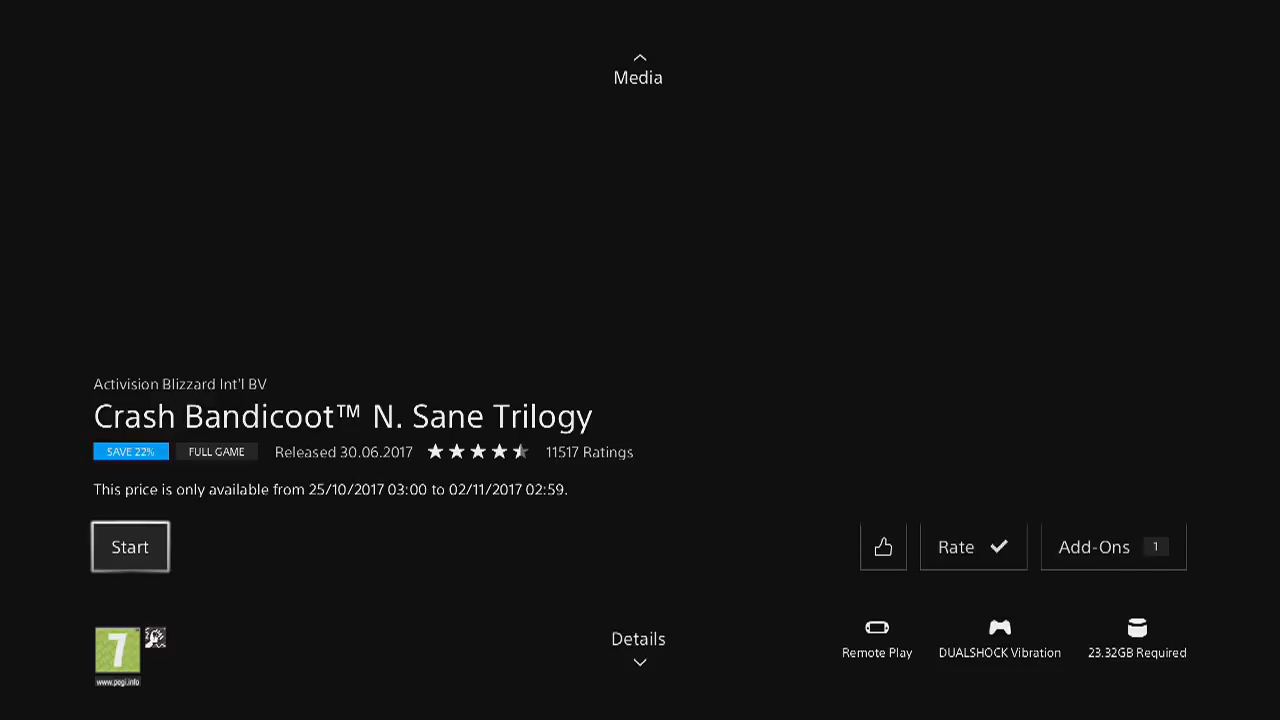 Media
Activision Blizzard Int'l BV
Crash Bandicoot™ N. Sane Trilogy
SAVE 22% FULL GAME Released 30.06.2017 11517 Ratings
This price is only available from 25/10/2017 03:00 to 02/11/2017 02:59.
Start Rate Add-Ons 1
7
www.pegi.info
Details
Remote Play DUALSHOCK Vibration 23.32GB Required